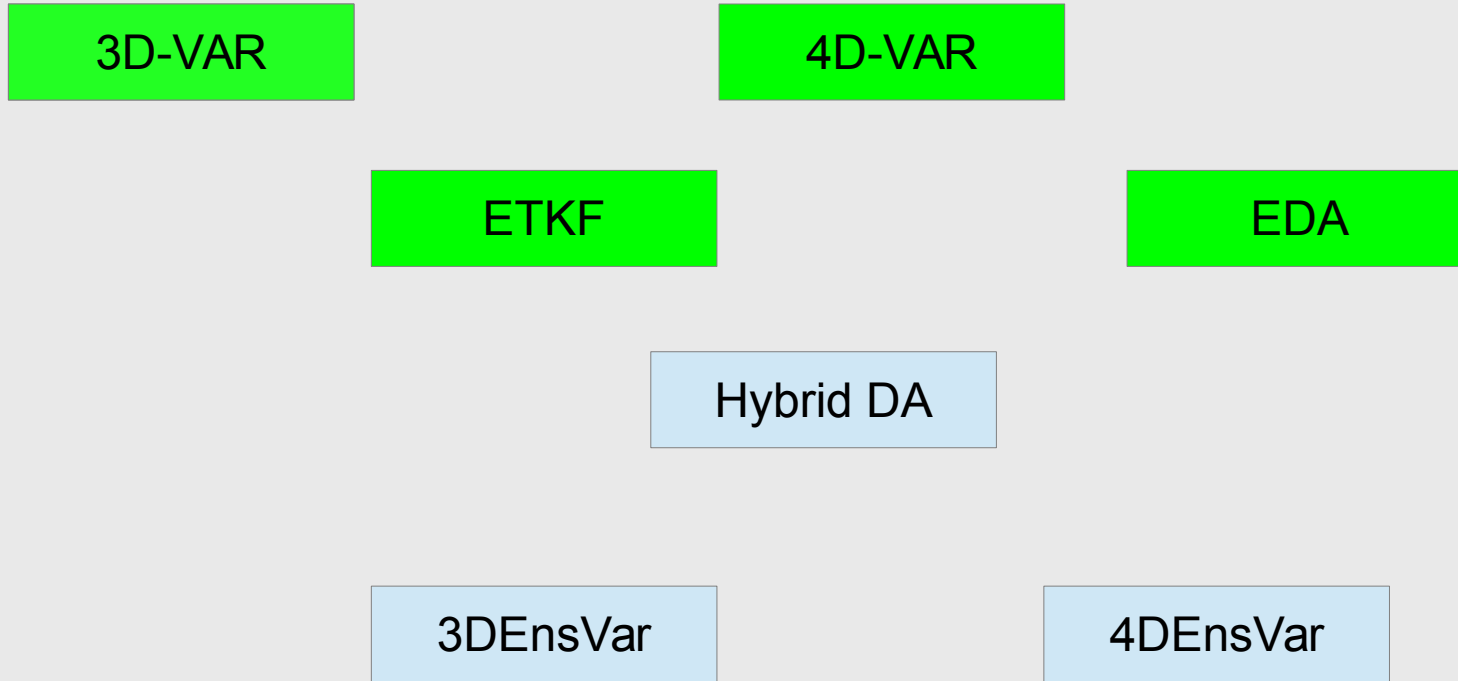 3D-VAR
4D-VAR
ETKF
EDA
Hybrid DA
3DEnsVar
4DEnsVar